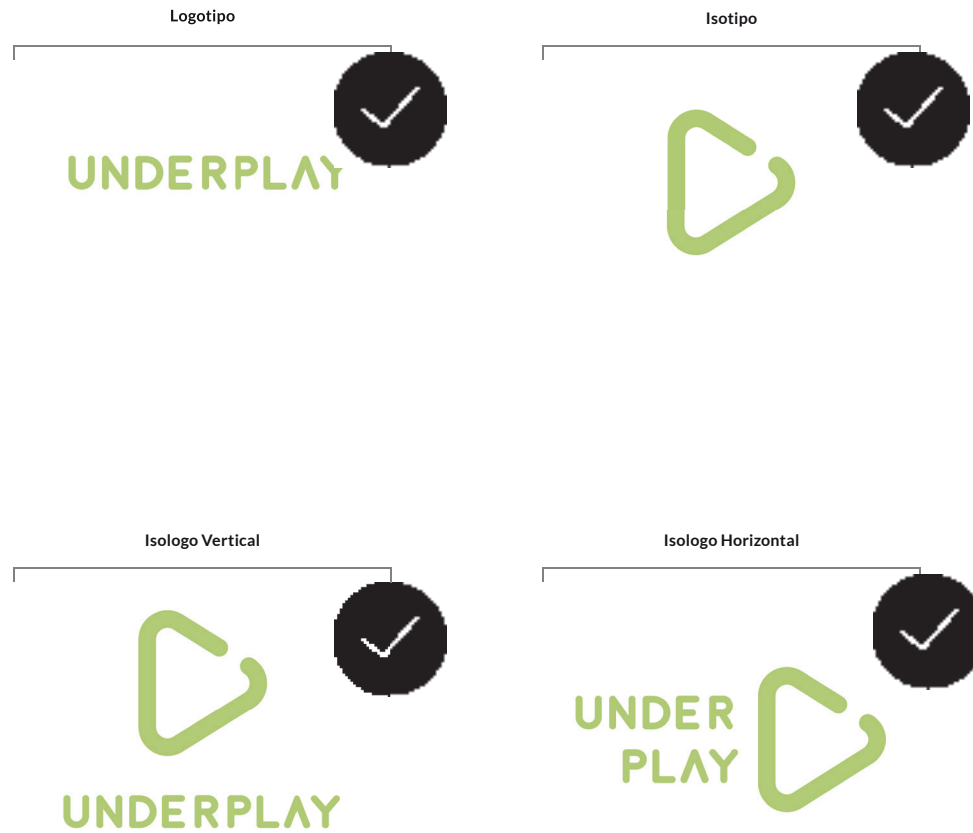 Logotipo
Isotipo
UNDERPLAY
Isologo Vertical
Isologo Horizontal
UNDERPLAY
UNDER
PLAY